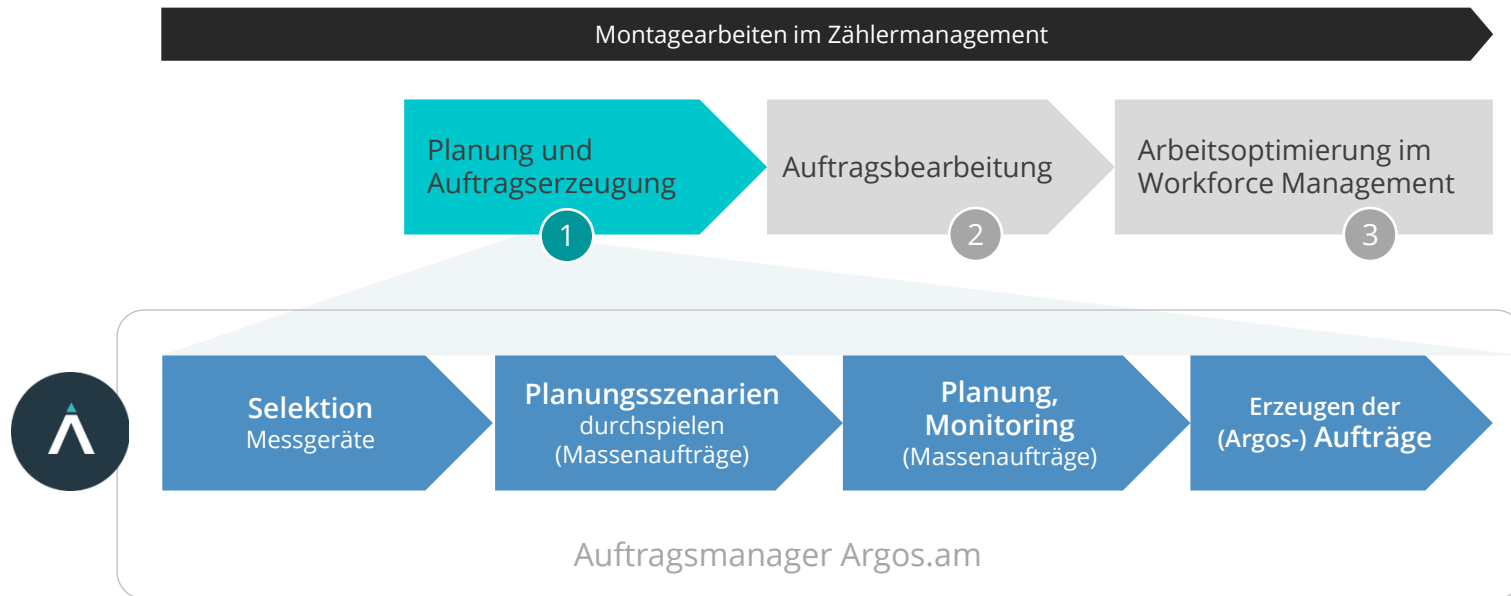 Montagearbeiten im Zählermanagement
Planung und
Auftragserzeugung
1
Auftragsbearbeitung
2
Arbeitsoptimierung im
Workforce Management
3
Selektion
Messgeräte
Planungsszenarien
durchspielen
(Massenaufträge)
Planung,
Monitoring
(Massenaufträge)
Erzeugen der
(Argos-) Aufträge
Auftragsmanager Argos.am